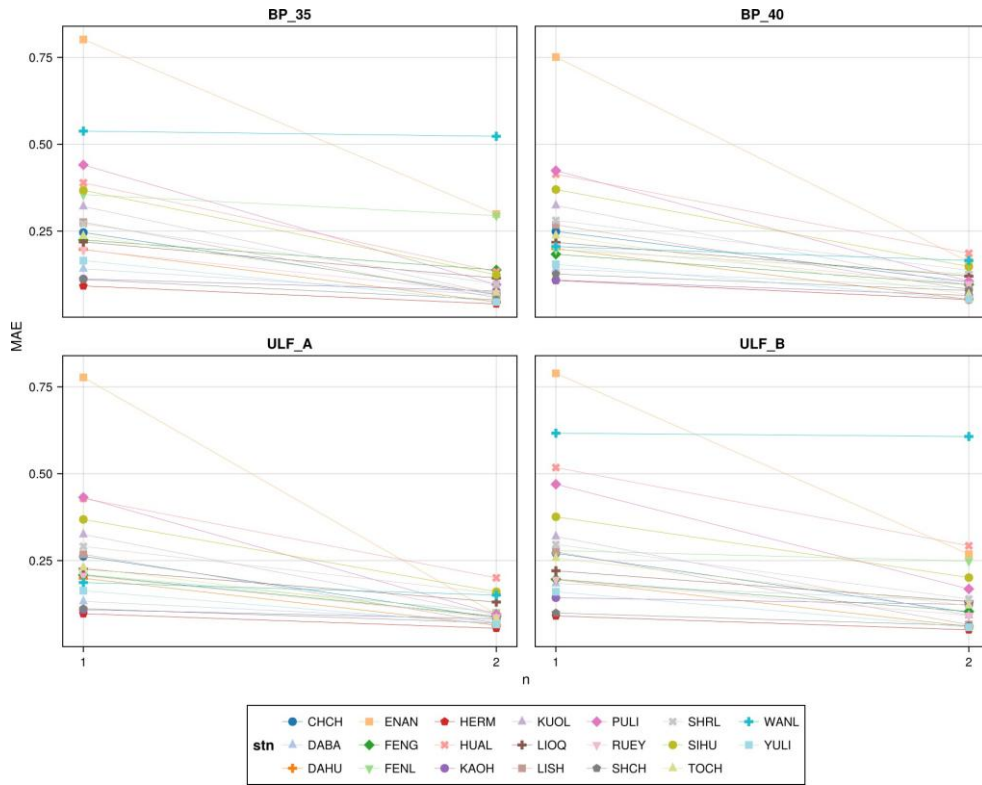 BP_35
BP_40
0.75
0.50
0.25
MAE
ULF_A
ULF_B
0.75
0.50
0.25
1
2
1
2
n
stn
CHCH ENAN HERM KUOL PULI SHRL WANL
DABA FENG HUAL LIOQ RUEY SIHU YULI
DAHU FENL KAOH LISH SHCH TOCH